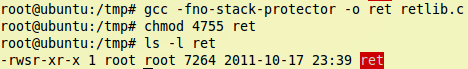 root@ubuntu:/tmp# gcc -fno-stack-protector -o ret retlib.c
root@ubuntu:/tmp# chmod 4755 ret
root@ubuntu:/tmp# ls -l ret
-rwsr-xr-x 1 root root 7264 2011-10-17 23:39 ret